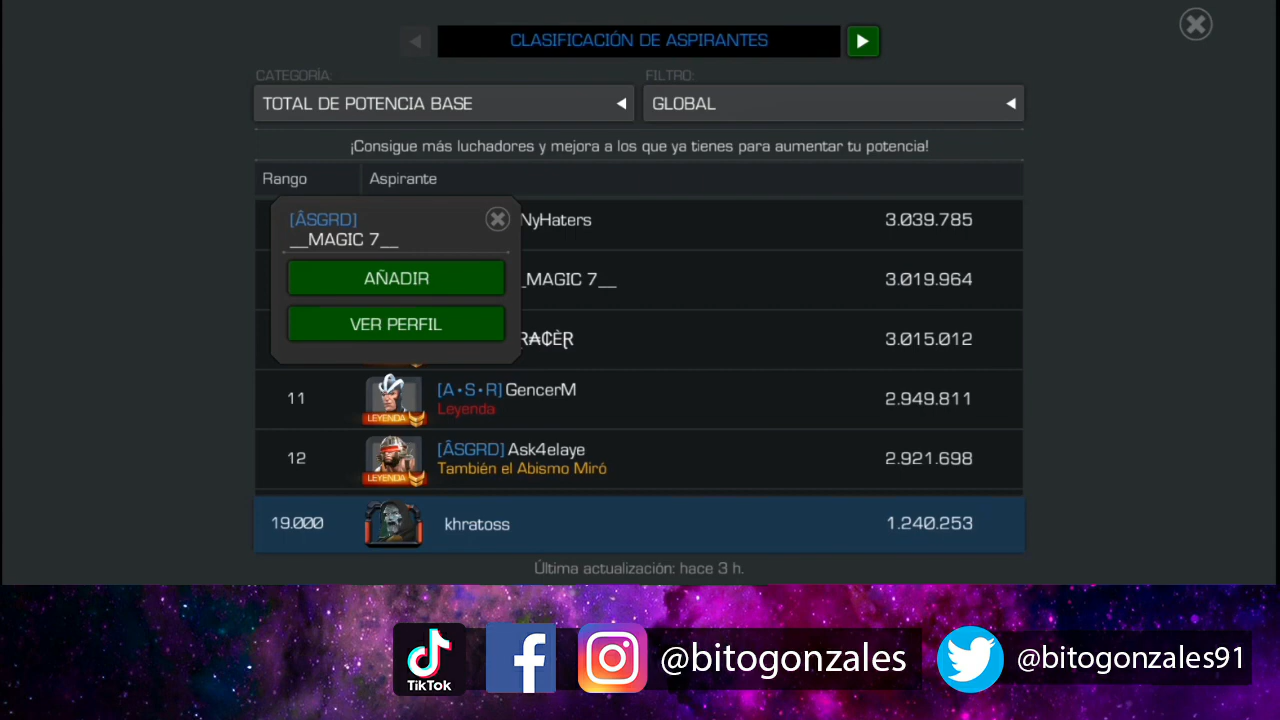 CLASIFICACIÓN DE ASPIRANTES
CATEGORÍA:
FILTRO:
TOTAL DE POTENCIA BASE
GLOBAL
¡Consigue más luchadores y mejora a los que ya tienes para aumentar tu potencia!
Rango Aspirante
[ÂSGRD]
__MAGIC 7__
AÑADIR
VER PERFIL
NyHaters 3.039.785
_MAGIC 7__ 3.019.964
R₳₵ÈⱤ 3.015.012
11 LEYENDA [A•S•R] GencerM 2.949.811
Leyenda
12 LEYENDA [ÂSGRD] Ask4elaye 2.921.698
También el Abismo Miró
19.000 khratoss 1.240.253
Última actualización: hace 3 h.
TikTok
@bitogonzales
@bitogonzales91